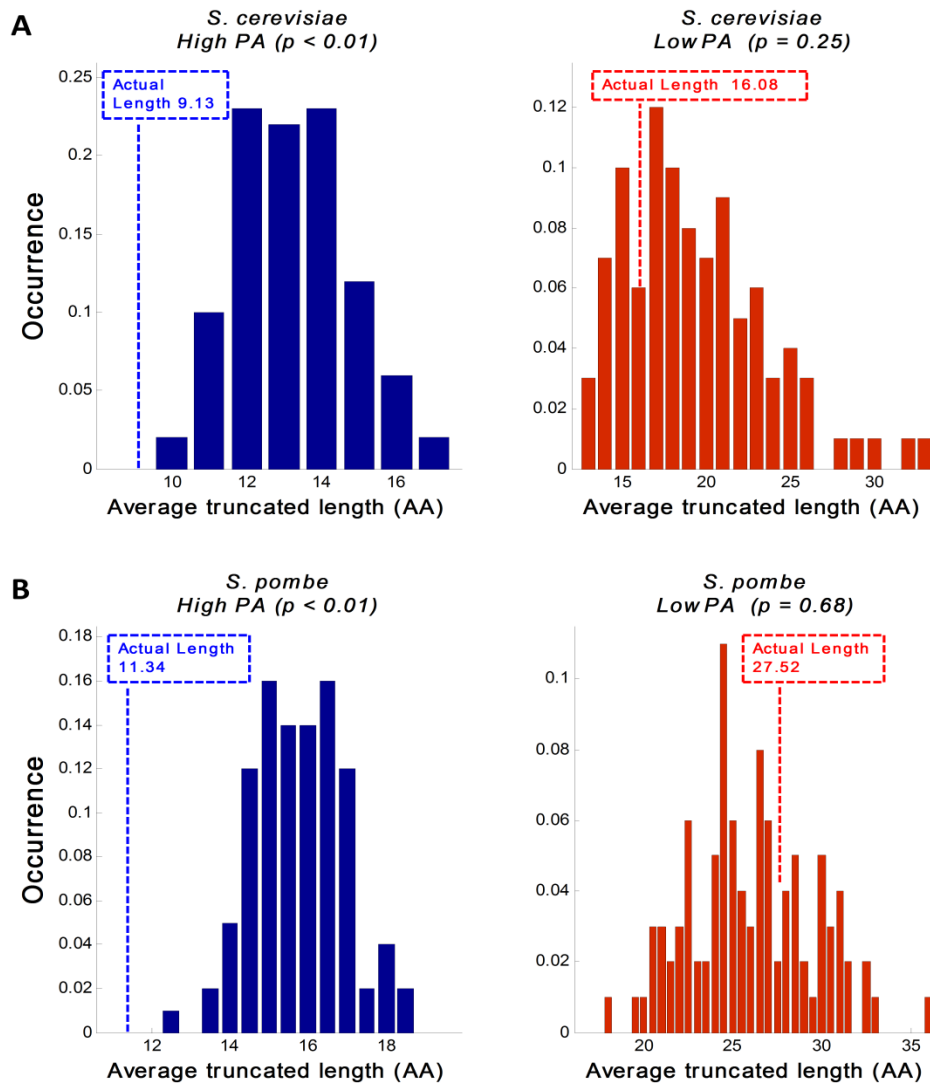 A
S. cerevisiae
High PA (p < 0.01)
0.25
0.2
0.15
0.1
0.05
0
Occurrence
Actual
Length 9.13
10
12
14
16
Average truncated length (AA)
S. cerevisiae
Low PA (p = 0.25)
0.12
0.1
0.08
0.06
0.04
0.02
0
Actual Length 16.08
15
20
25
30
Average truncated length (AA)
B
S. pombe
High PA (p < 0.01)
0.18
0.16
0.14
0.12
0.1
0.08
0.06
0.04
0.02
0
Occurrence
Actual Length
11.34
12
14
16
18
Average truncated length (AA)
S. pombe
Low PA (p = 0.68)
0.1
0.08
0.06
0.04
0.02
0
Actual Length
27.52
20
25
30
35
Average truncated length (AA)